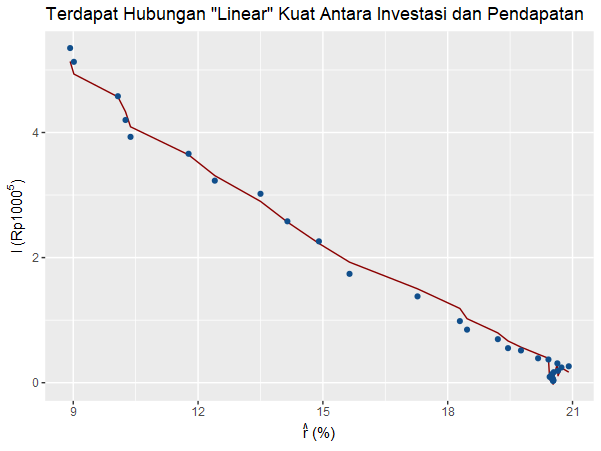 Terdapat Hubungan "Linear" Kuat Antara Investasi dan Pendapatan
I (Rp1000⁵)
4
2
0
9 12 15 18 21
r̂ (%)